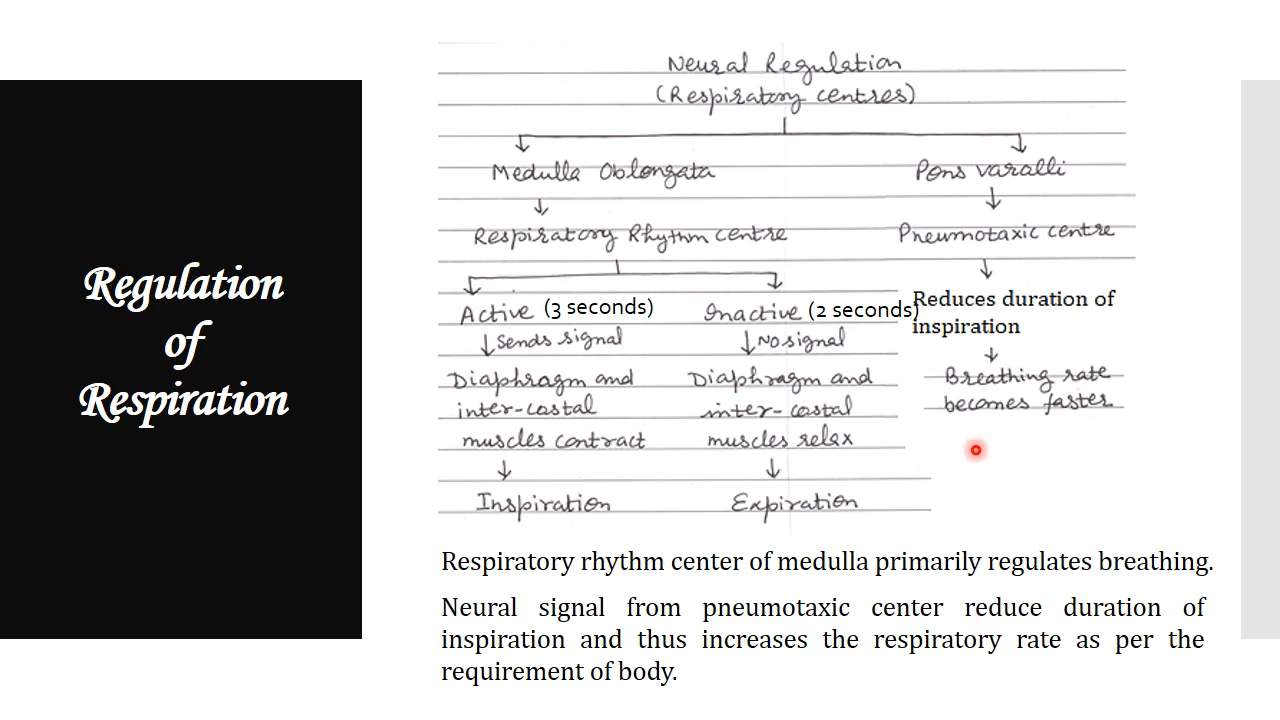 Regulation
of
Respiration
Neural Regulation
(Respiratory centres)
Medulla Oblongata
Pons varalli
Respiratory Rhythm centre
Pneumotaxic centre
Active (3 seconds)
Inactive (2 seconds)
Reduces duration of
inspiration
Sends signal
No signal
Diaphragm and
inter-costal
muscles contract
Diaphragm and
inter-costal
muscles relax
Breathing rate
becomes faster
Inspiration
Expiration
Respiratory rhythm center of medulla primarily regulates breathing.
Neural signal from pneumotaxic center reduce duration of
inspiration and thus increases the respiratory rate as per the
requirement of body.